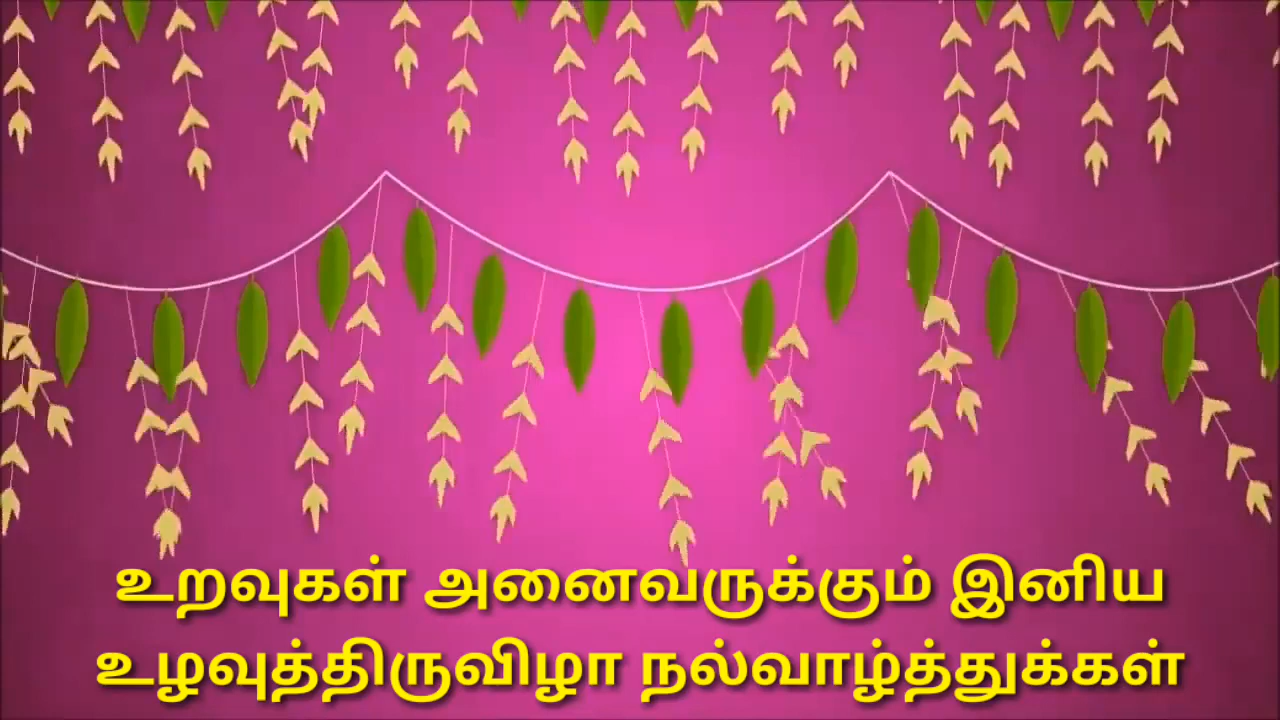 உறவுகள் அனைவருக்கும் இனிய
உழவுத்திருவிழா நல்வாழ்த்துக்கள்